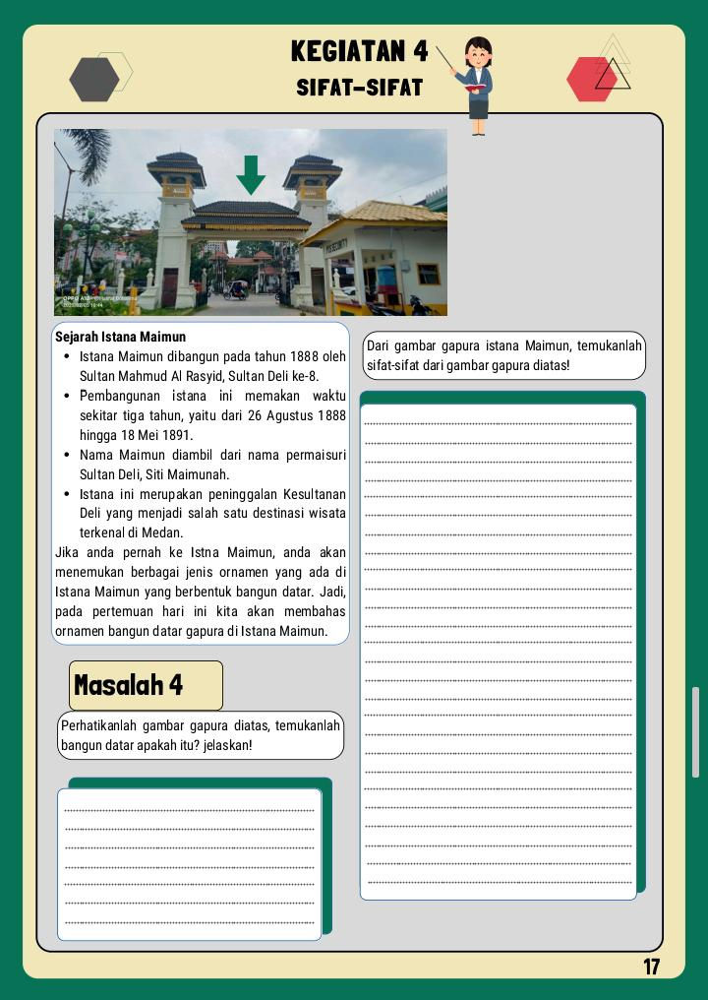 KEGIATAN 4
SIFAT-SIFAT
POS SECURITY
Sejarah Istana Maimun
• Istana Maimun dibangun pada tahun 1888 oleh
Sultan Mahmud Al Rasyid, Sultan Deli ke-8.
• Pembangunan istana ini memakan waktu
sekitar tiga tahun, yaitu dari 26 Agustus 1888
hingga 18 Mei 1891.
• Nama Maimun diambil dari nama permaisuri
Sultan Deli, Siti Maimunah.
• Istana ini merupakan peninggalan Kesultanan
Deli yang menjadi salah satu destinasi wisata
terkenal di Medan.
Jika anda pernah ke Istna Maimun, anda akan
menemukan berbagai jenis ornamen yang ada di
Istana Maimun yang berbentuk bangun datar. Jadi,
pada pertemuan hari ini kita akan membahas
ornamen bangun datar gapura di Istana Maimun.
Masalah 4
Perhatikanlah gambar gapura diatas, temukanlah
bangun datar apakah itu? jelaskan!
Dari gambar gapura istana Maimun, temukanlah
sifat-sifat dari gambar gapura diatas!
17